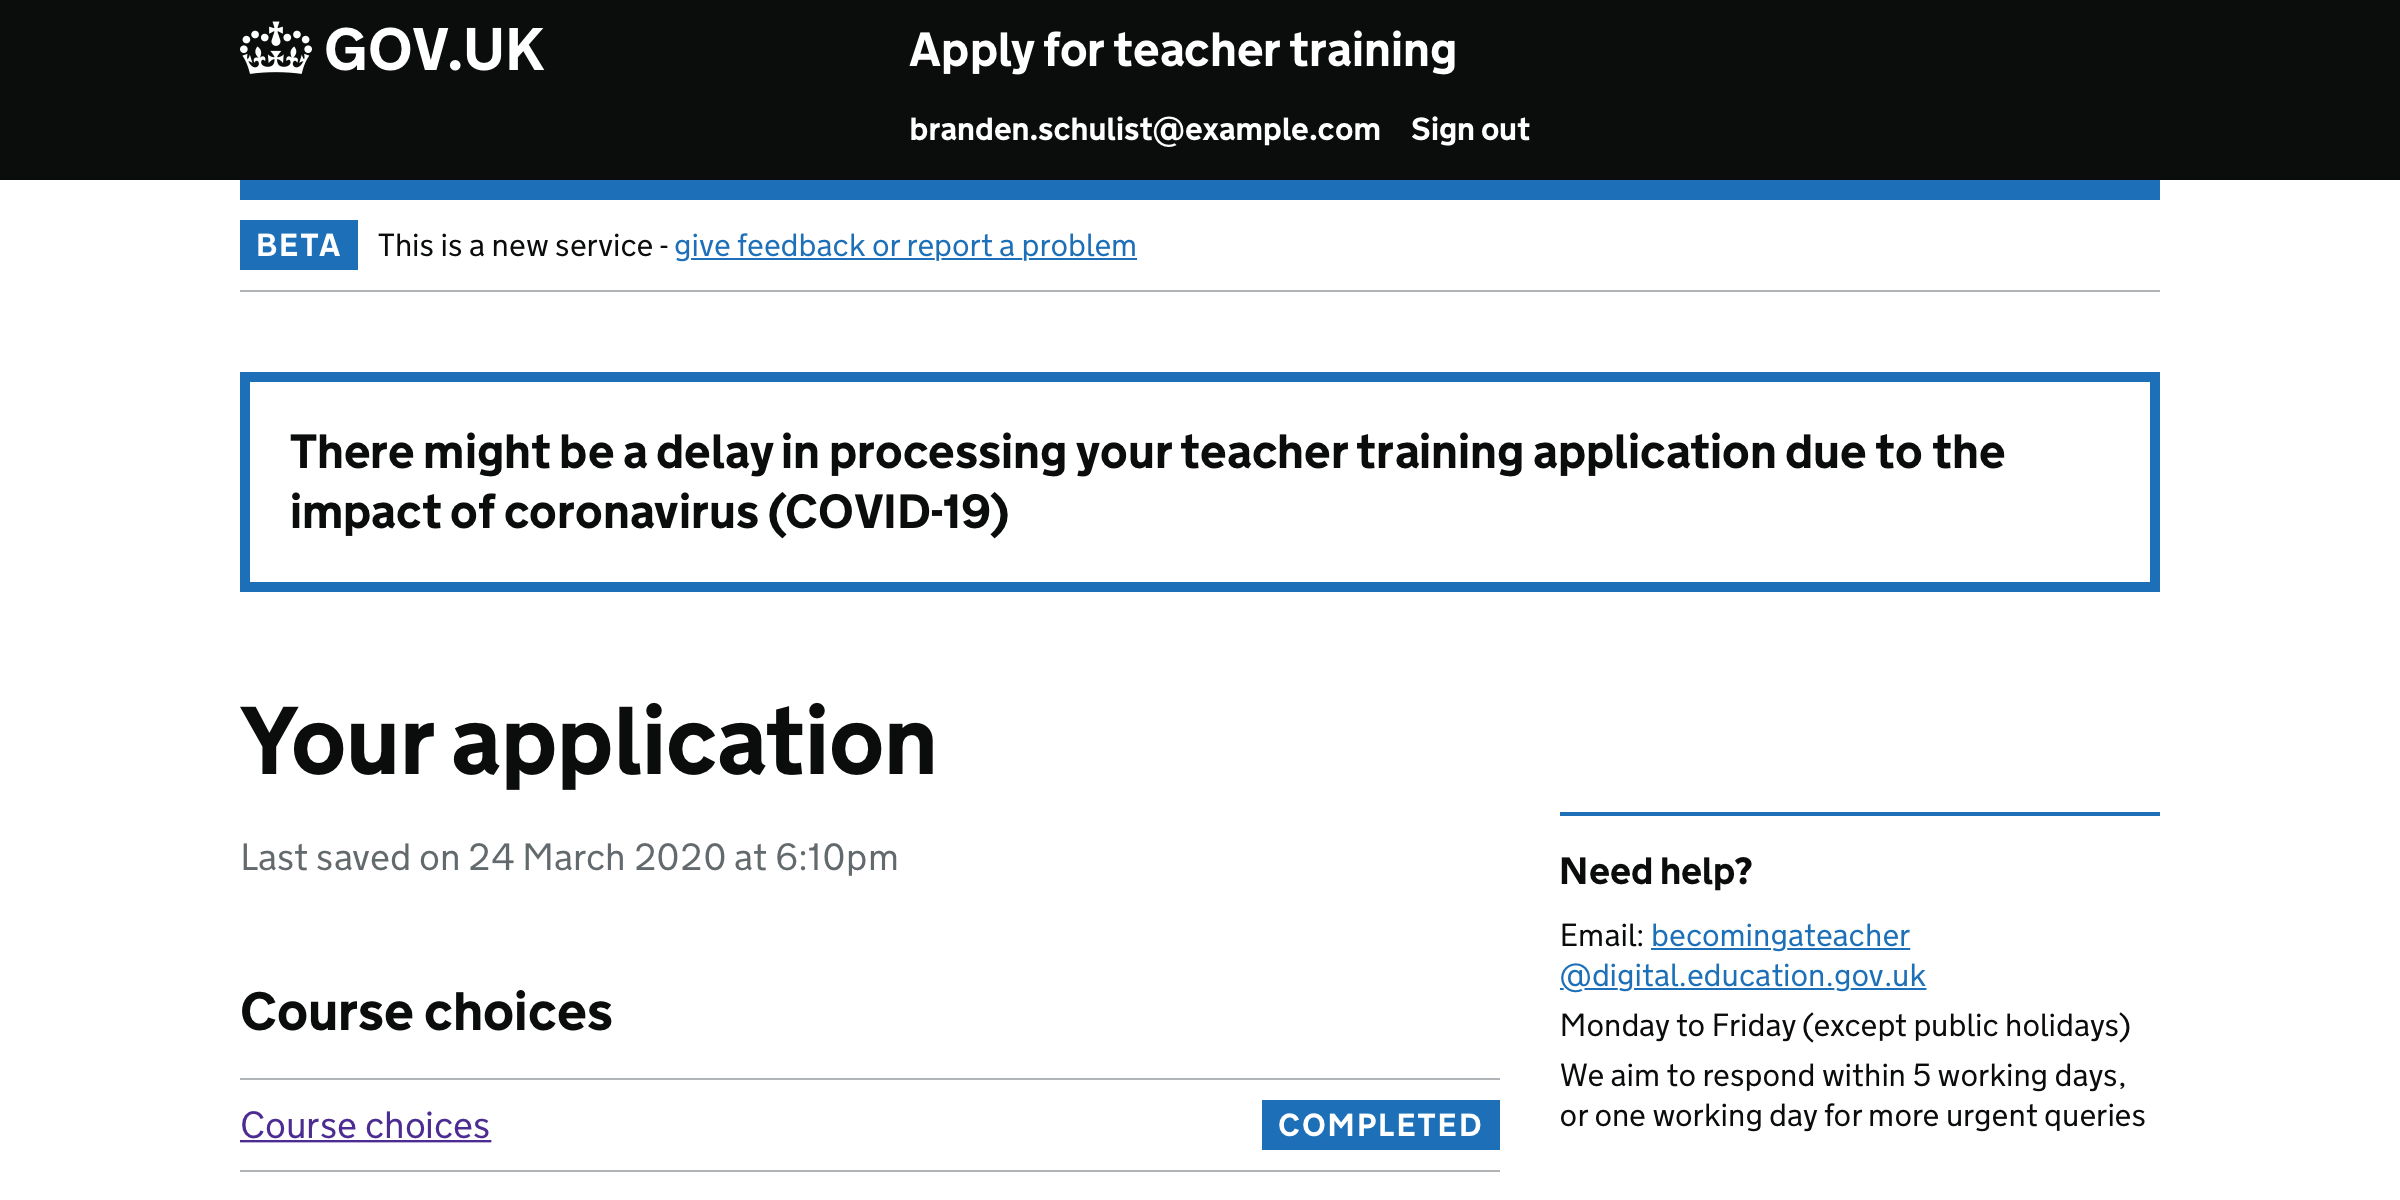 GOV.UK
Apply for teacher training
branden.schulist@example.com Sign out
BETA This is a new service - give feedback or report a problem
There might be a delay in processing your teacher training application due to the
impact of coronavirus (COVID-19)
Your application
Last saved on 24 March 2020 at 6:10pm
Course choices
Course choices COMPLETED
Need help?
Email: becomingateacher
@digital.education.gov.uk
Monday to Friday (except public holidays)
We aim to respond within 5 working days,
or one working day for more urgent queries